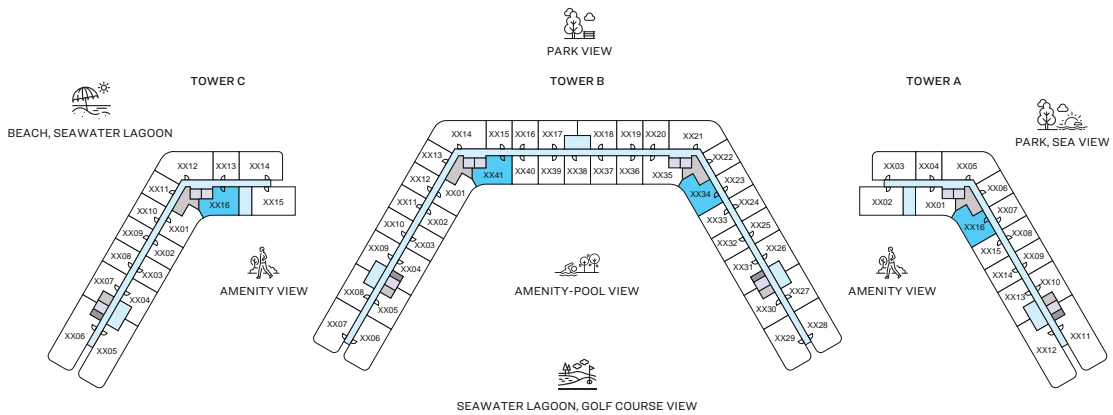 PARK VIEW
TOWER C
TOWER B
TOWER A
BEACH, SEAWATER LAGOON
PARK, SEA VIEW
XX12
XX13
XX14
XX11
XX10
XX09
XX08
XX07
XX06
XX05
XX04
XX03
XX02
XX01
XX16
XX15
AMENITY VIEW
XX14
XX15
XX16
XX17
XX18
XX19
XX20
XX21
XX13
XX12
XX11
XX10
XX09
XX08
XX07
XX06
XX05
XX04
XX03
XX02
XX01
XX41
XX40
XX39
XX38
XX37
XX36
XX35
XX34
XX22
XX23
XX24
XX25
XX26
XX27
XX28
XX29
XX30
XX31
XX32
XX33
AMENITY-POOL VIEW
XX03
XX04
XX05
XX02
XX01
XX06
XX07
XX08
XX09
XX10
XX11
XX12
XX13
XX14
XX15
XX16
AMENITY VIEW
SEAWATER LAGOON, GOLF COURSE VIEW